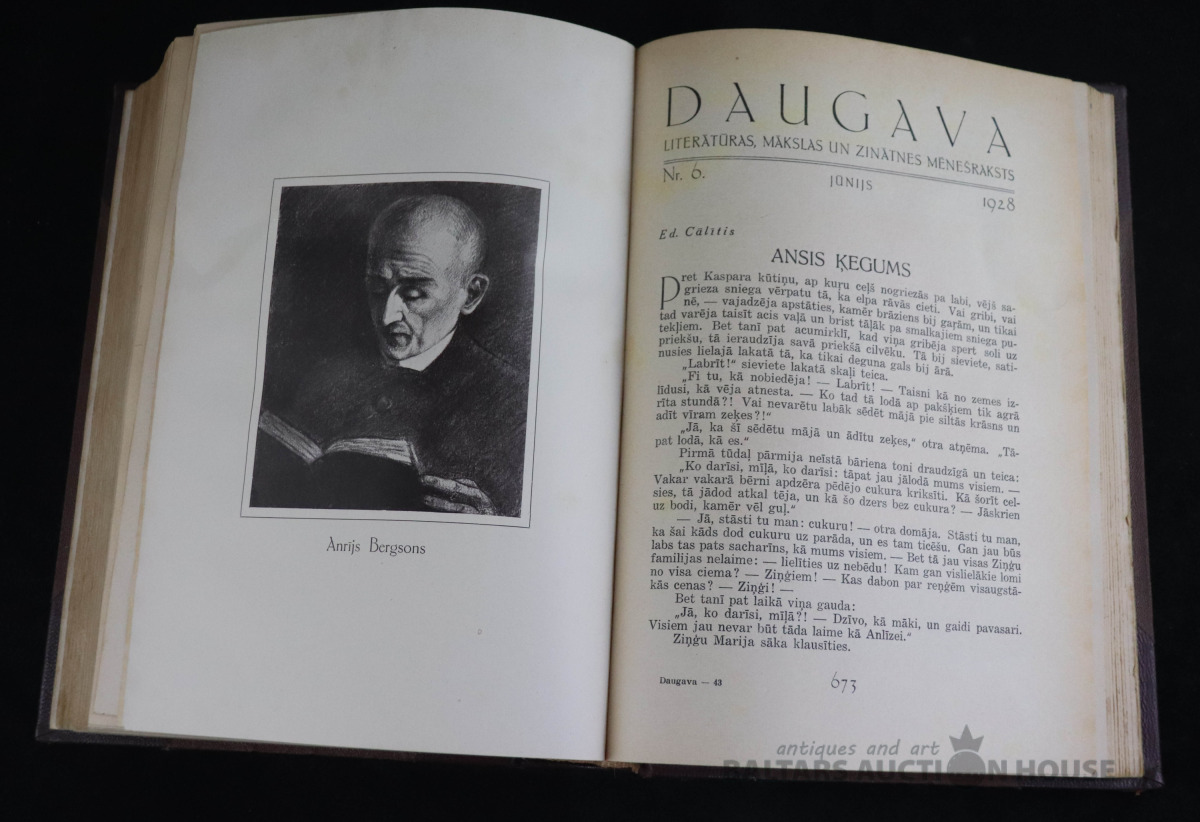 Anrijs Bergsons
DAUGAVA
LITERĀTŪRAS, MĀKSLAS UN ZINĀTNES MĒNEŠRAKSTS
Nr. 6.
JŪNIJS
1928
Ed. Cālītis
ANSIS ĶEGUMS
Pret Kaspara kūtiņu, ap kuŗu ceļš nogriezās pa labi, vējš sa-
grieza sniega vērpatu tā, ka elpa rāvās cieti. Vai gribi, vai
nē, — vajadzēja apstāties, kamēr brāziens bij gaŗām, un tikai
tad varēja taisīt acis vaļā un brist tāļāk pa smalkajiem sniega pu-
tekļiem. Bet tanī pat acumirklī, kad viņa gribēja spert soli uz
priekšu, tā ieraudzīja savā priekšā cilvēku. Tā bij sieviete, sati-
nusies lielajā lakatā tā, ka tikai deguna gals bij ārā.
„Labrīt!“ sieviete lakatā skaļi teica.
„Fi tu, kā nobiedēja! — Labrīt! — Taisni kā no zemes iz-
līdusi, kā vēja atnesta. — Ko tad tā lodā ap pakšķiem tik agrā
rīta stundā?! Vai nevarētu labāk sēdēt mājā pie siltās krāsns un
adīt vīram zeķes?!“
„Jā, ka šī sēdētu mājā un ādītu zeķes,“ otra atņēma. „Tā-
pat lodā, kā es.“
Pirmā tūdaļ pārmija neīstā bāriena toni draudzīgā un teica:
„Ko darīsi, mīļā, ko darīsi: tāpat jau jālodā mums visiem. —
Vakar vakarā bērni apdzēra pēdējo cukura kriksīti. Kā šorīt cel-
sies, tā jādod atkal tēja, un kā šo dzers bez cukura? — Jāskrien
uz bodi, kamēr vēl guļ.“
— Jā, stāsti tu man: cukuru! — otra domāja. Stāsti tu man,
ka šai kāds dod cukuru uz parāda, un es tam ticēšu. Gan jau būs
labs tas pats sacharīns, kā mums visiem. — Bet tā jau visas Ziņģu
familijas nelaime: — lielīties uz nebēdu! Kam gan vislielākie lomi
no visa ciema? — Ziņģiem! — Kas dabon par reņģēm visaugstā-
kās cenas? — Ziņģi! —
Bet tanī pat laikā viņa gauda:
„Jā, ko darīsi, mīļā?! — Dzīvo, kā māki, un gaidi pavasari.
Visiem jau nevar būt tāda laime kā Anlīzei.“
Ziņģu Marija sāka klausīties.
Daugava — 43
673
antiques and art
BALTARS AUCTION HOUSE